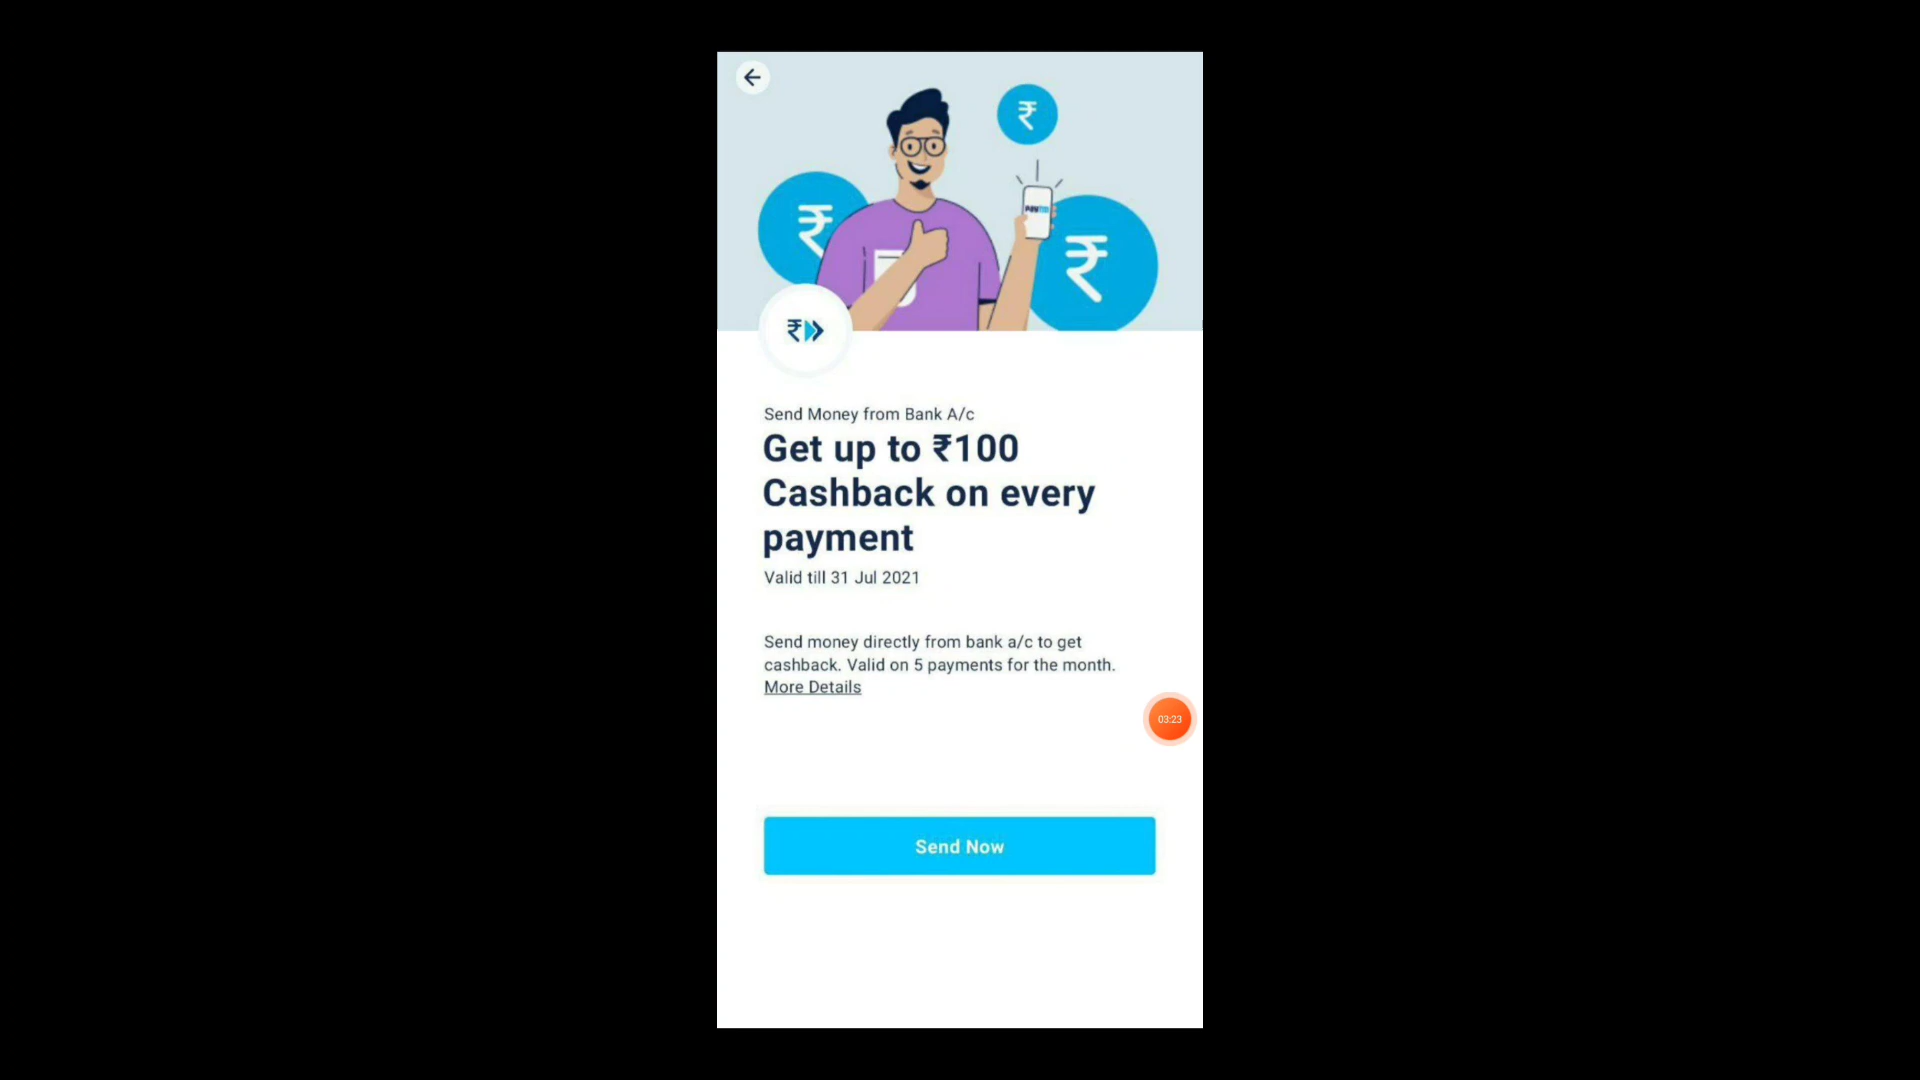 ₹
₹
Paytm
₹
₹
Send Money from Bank A/c
Get up to ₹100
Cashback on every
payment
Valid till 31 Jul 2021
Send money directly from bank a/c to get
cashback. Valid on 5 payments for the month.
More Details
03:23
Send Now